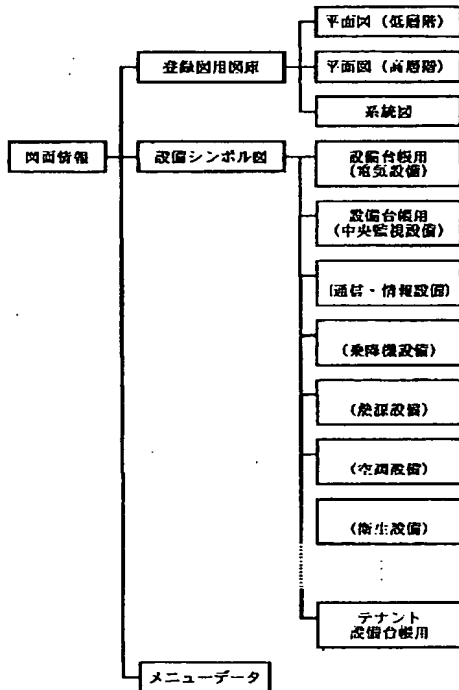 平面図（低層階）
登録図用図庫
平面図（高層階）
系統図
図面情報
設備シンボル図
設備台帳用
(電気設備)
設備台帳用
(中央監視設備)
(通信・情報設備)
(乗降機設備)
(熱源設備)
(空調設備)
(衛生設備)
テナント
設備台帳用
メニューデータ